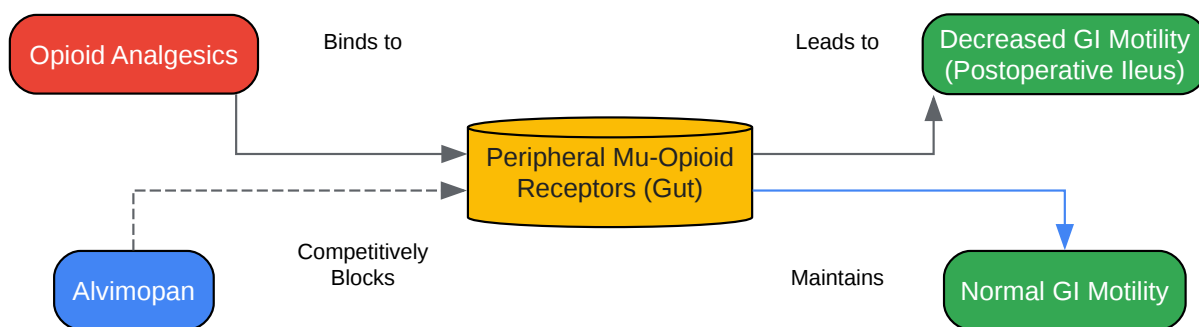 Opioid Analgesics
Binds to
Leads to
Decreased GI Motility
(Postoperative Ileus)
Peripheral Mu-Opioid
Receptors (Gut)
Competitively
Blocks
Maintains
Alvimopan
Normal GI Motility